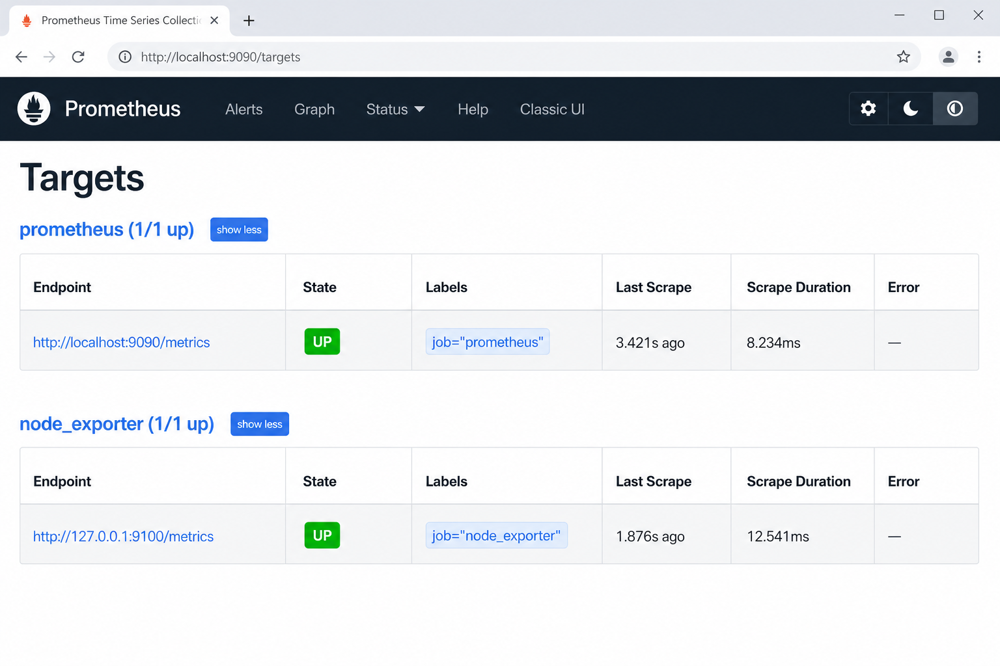 Prometheus Time Series Collecti
http://localhost:9090/targets
Prometheus Alerts Graph Status Help Classic UI
Targets
prometheus (1/1 up) show less
Endpoint State Labels Last Scrape Scrape Duration Error
http://localhost:9090/metrics UP job="prometheus" 3.421s ago 8.234ms —
node_exporter (1/1 up) show less
Endpoint State Labels Last Scrape Scrape Duration Error
http://127.0.0.1:9100/metrics UP job="node_exporter" 1.876s ago 12.541ms —